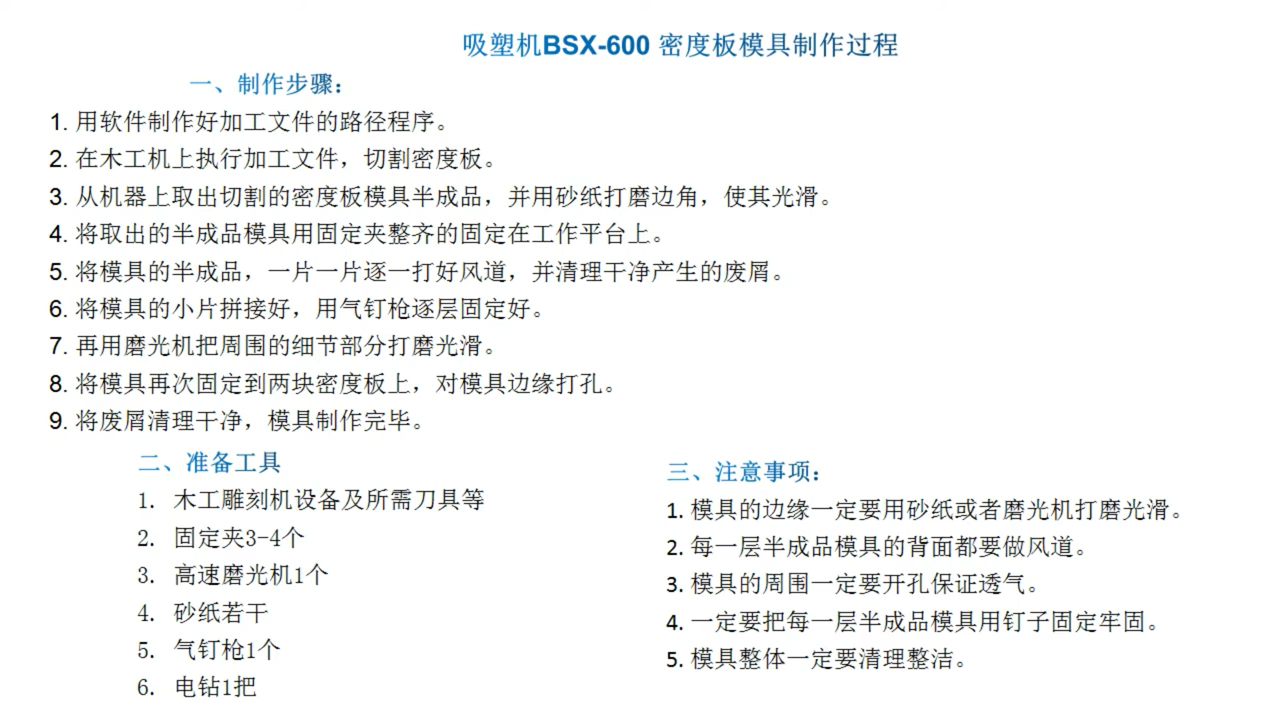 吸塑机BSX-600 密度板模具制作过程
一、制作步骤：
1. 用软件制作好加工文件的路径程序。
2. 在木工机上执行加工文件，切割密度板。
3. 从机器上取出切割的密度板模具半成品，并用砂纸打磨边角，使其光滑。
4. 将取出的半成品模具用固定夹整齐的固定在工作平台上。
5. 将模具的半成品，一片一片逐一打好风道，并清理干净产生的废屑。
6. 将模具的小片拼接好，用气钉枪逐层固定好。
7. 再用磨光机把周围的细节部分打磨光滑。
8. 将模具再次固定到两块密度板上，对模具边缘打孔。
9. 将废屑清理干净，模具制作完毕。
二、准备工具
1. 木工雕刻机设备及所需刀具等
2. 固定夹3-4个
3. 高速磨光机1个
4. 砂纸若干
5. 气钉枪1个
6. 电钻1把
三、注意事项：
1. 模具的边缘一定要用砂纸或者磨光机打磨光滑。
2. 每一层半成品模具的背面都要做风道。
3. 模具的周围一定要开孔保证透气。
4. 一定要把每一层半成品模具用钉子固定牢固。
5. 模具整体一定要清理整洁。